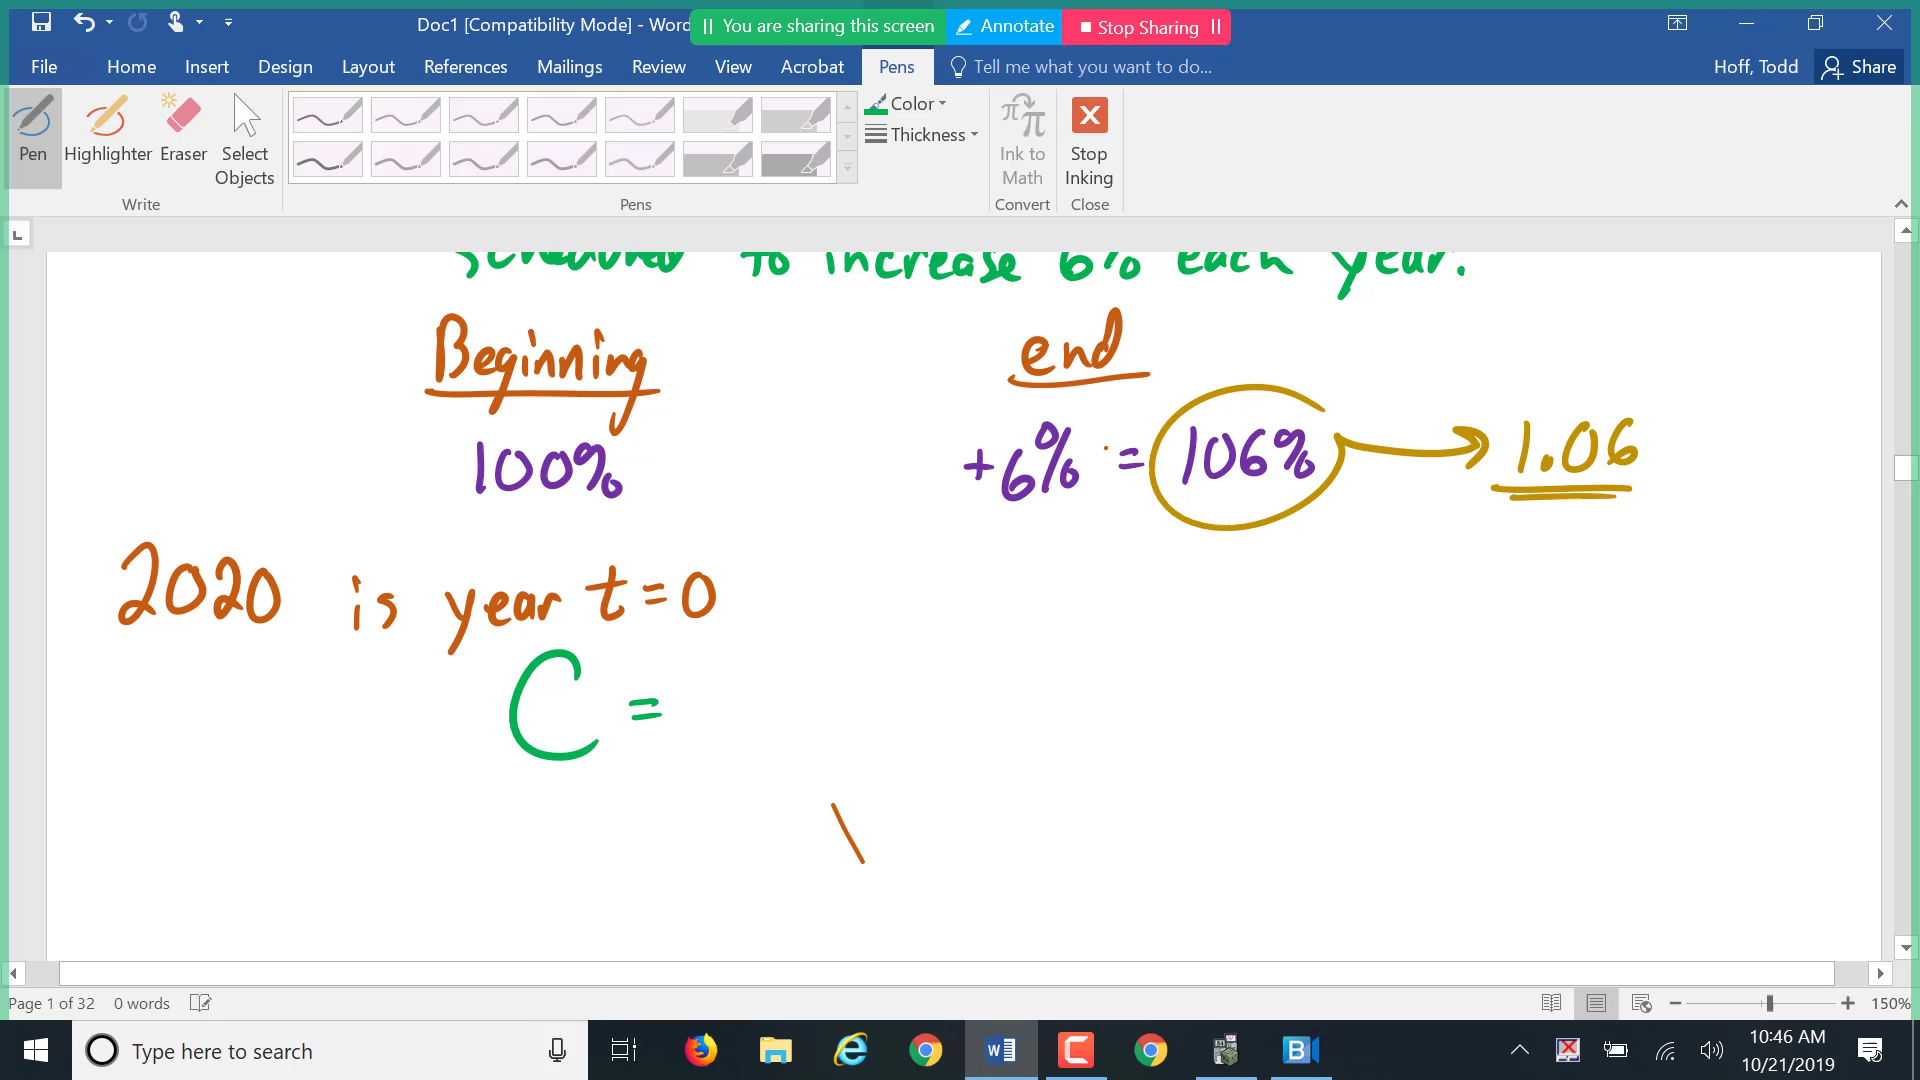 Doc1 [Compatibility Mode] - Word
You are sharing this screen
Annotate
Stop Sharing
File Home Insert Design Layout References Mailings Review View Acrobat Pens Tell me what you want to do... Hoff, Todd Share
Pen Highlighter Eraser Select Objects
Color
Thickness
Ink to Math
Stop Inking
Write Pens Convert Close
scheduled to increase 6% each year.
Beginning end
100% +6% = 106% → 1.06
2020 is year t = 0
C =
Page 1 of 32 0 words 150%
Type here to search
10:46 AM
10/21/2019